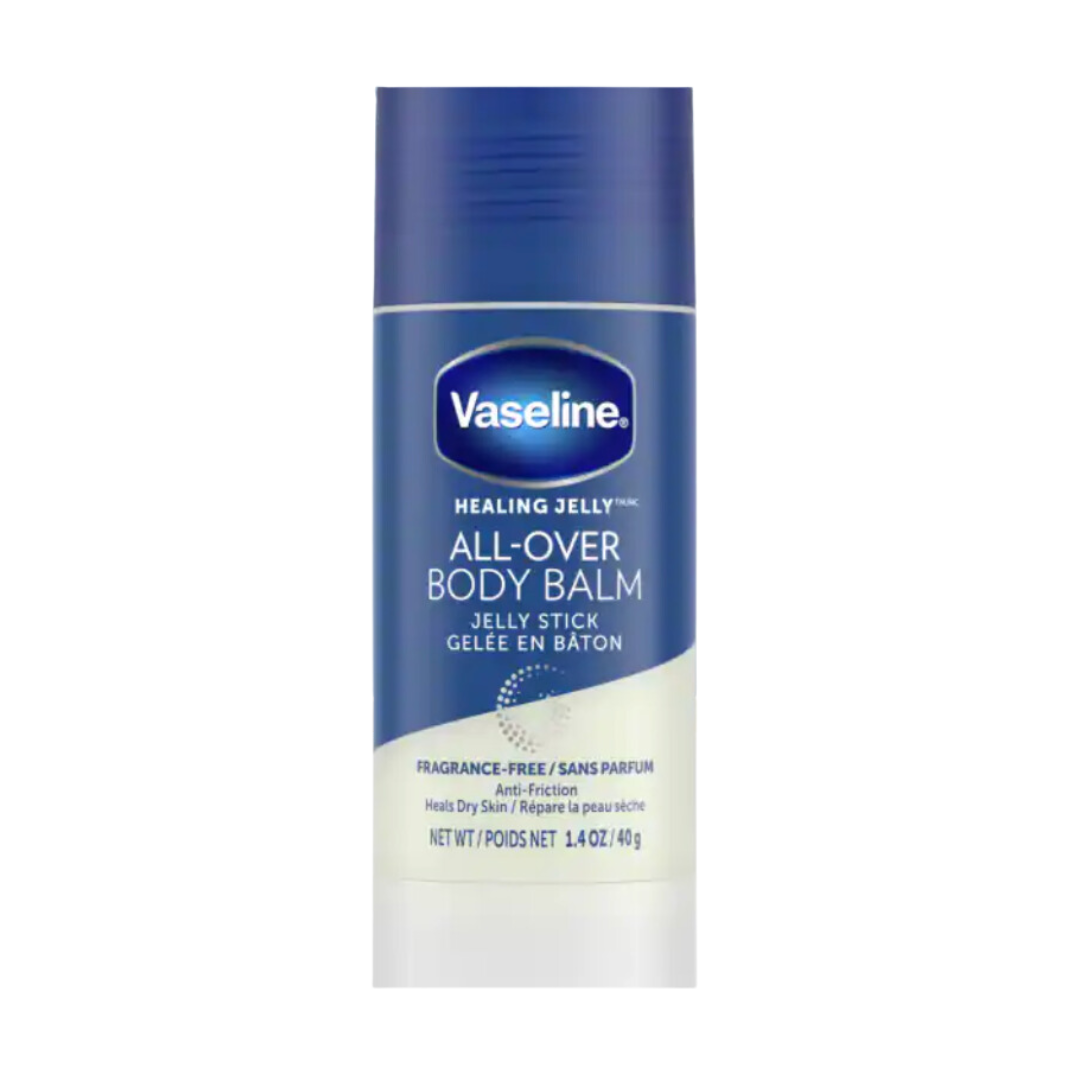 Vaseline®
HEALING JELLY
ALL-OVER
BODY BALM
JELLY STICK
GELÉE EN BÂTON
FRAGRANCE-FREE / SANS PARFUM
Anti-Friction
Heals Dry Skin / Répare la peau sèche
NET WT / POIDS NET 1.4 OZ / 40 g